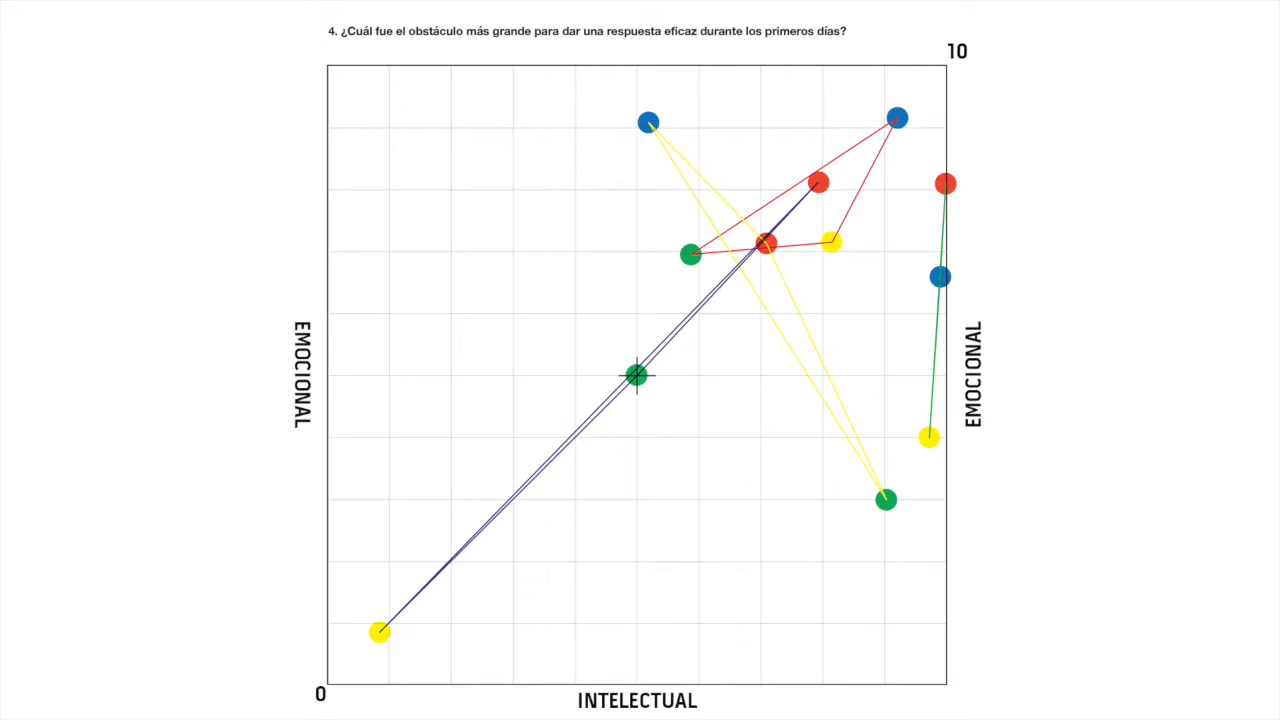 4. ¿Cuál fue el obstáculo más grande para dar una respuesta eficaz durante los primeros días?
10
EMOCIONAL
EMOCIONAL
0
INTELECTUAL